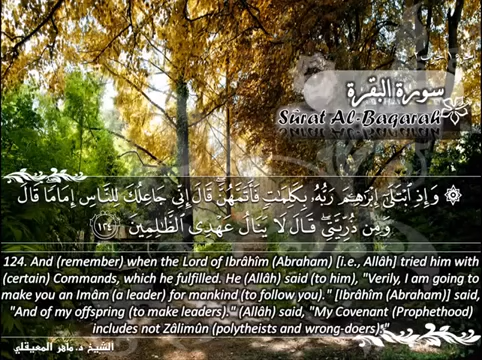 سورة البقرة
Sûrat Al-Baqarah
۞ وَإِذِ ٱبْتَلَىٰٓ إِبْرَٰهِـۧمَ رَبُّهُۥ بِكَلِمَٰتٍ فَأَتَمَّهُنَّ ۖ قَالَ إِنِّى جَاعِلُكَ لِلنَّاسِ إِمَامًا ۖ قَالَ
وَمِن ذُرِّيَّتِى ۖ قَالَ لَا يَنَالُ عَهْدِى ٱلظَّٰلِمِينَ ١٢٤
124. And (remember) when the Lord of Ibrâhîm (Abraham) [i.e., Allâh] tried him with
(certain) Commands, which he fulfilled. He (Allâh) said (to him), "Verily, I am going to
make you an Imâm (a leader) for mankind (to follow you)." [Ibrâhîm (Abraham)] said,
"And of my offspring (to make leaders)." (Allâh) said, "My Covenant (Prophethood)
includes not Zâlimûn (polytheists and wrong-doers)."
الشيخ د. ماهر المعيقلي